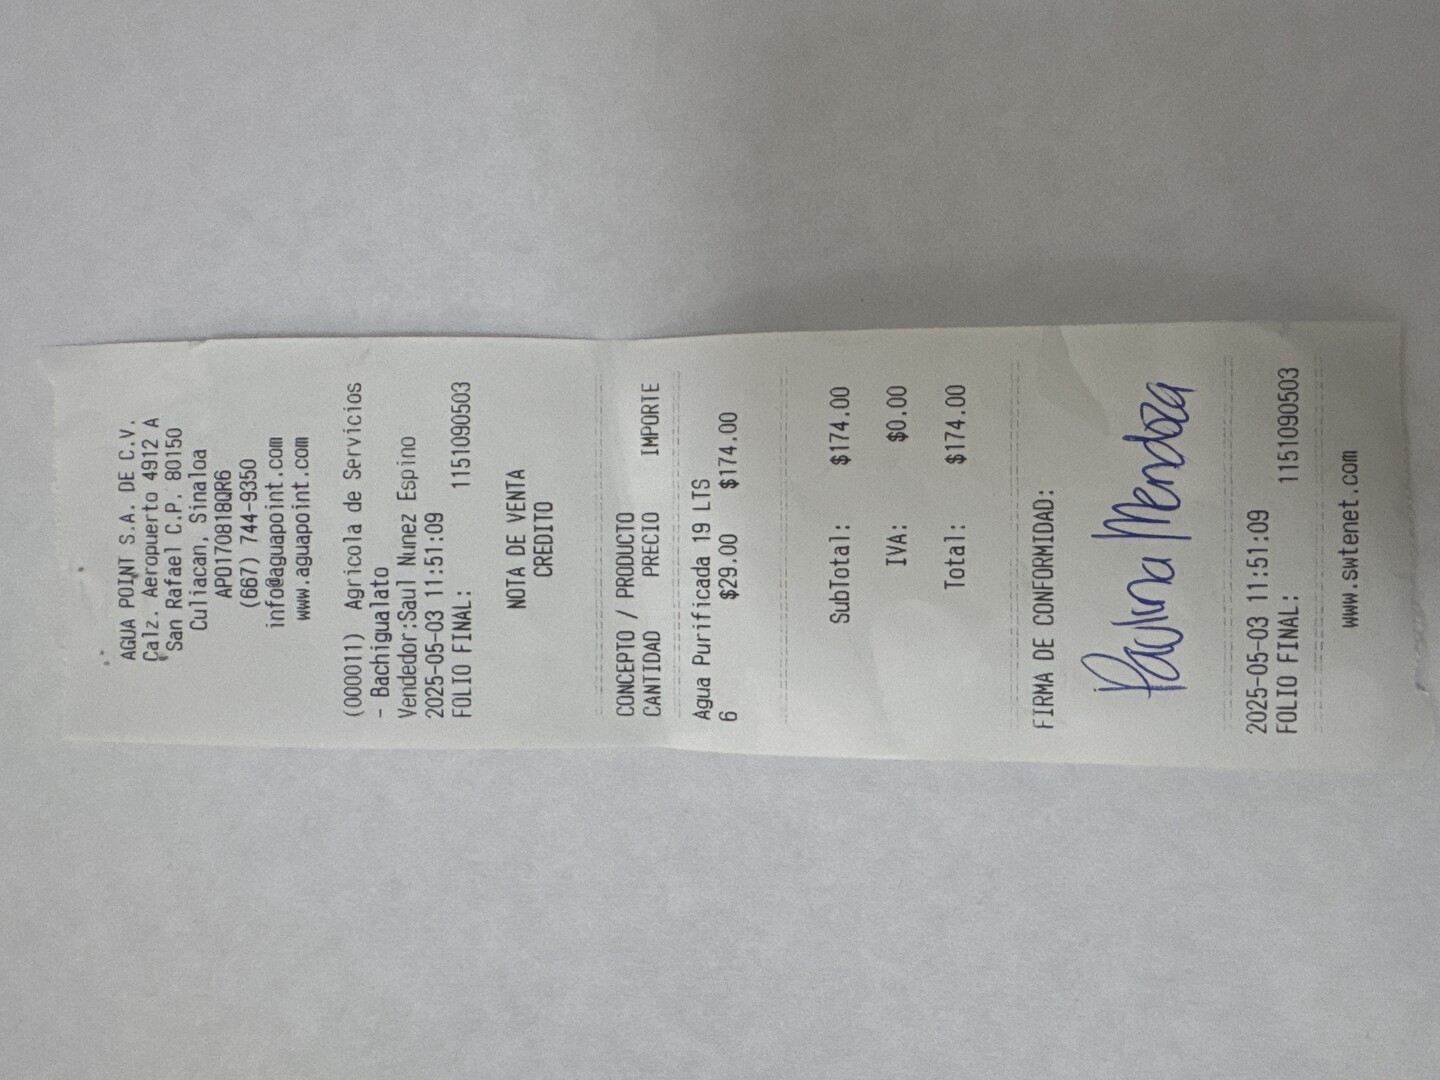 AGUA POINT S.A. DE C.V.
Calz. Aeropuerto 4912 A
San Rafael C.P. 80150
Culiacan, Sinaloa
APO170818QR6
(667) 744-9350
info@aguapoint.com
www.aguapoint.com
(000011) Agricola de Servicios
- Bachigualato
Vendedor:Saul Nunez Espino
2025-05-03 11:51:09
FOLIO FINAL: 1151090503
NOTA DE VENTA
CREDITO
CONCEPTO / PRODUCTO
CANTIDAD PRECIO IMPORTE
Agua Purificada 19 LTS
6 $29.00 $174.00
SubTotal: $174.00
IVA: $0.00
Total: $174.00
FIRMA DE CONFORMIDAD:
Paulina Mendoza
2025-05-03 11:51:09
FOLIO FINAL: 1151090503
www.swtenet.com